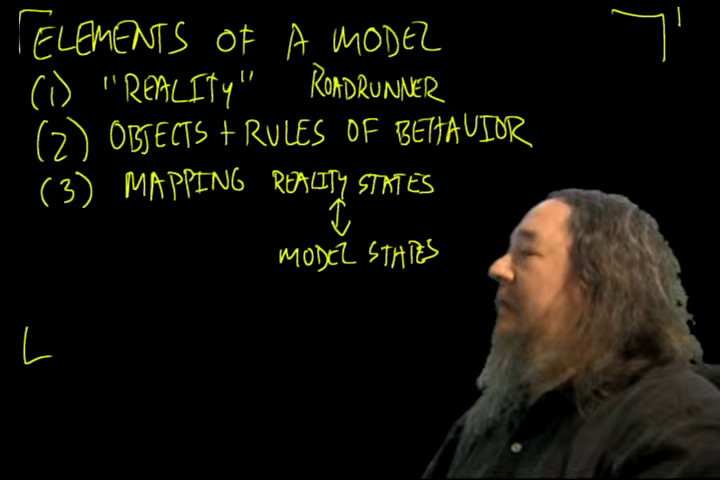 ELEMENTS OF A MODEL
(1) "REALITY" ROADRUNNER
(2) OBJECTS + RULES OF BEHAVIOR
(3) MAPPING REALITY STATES
↕
MODEL STATES